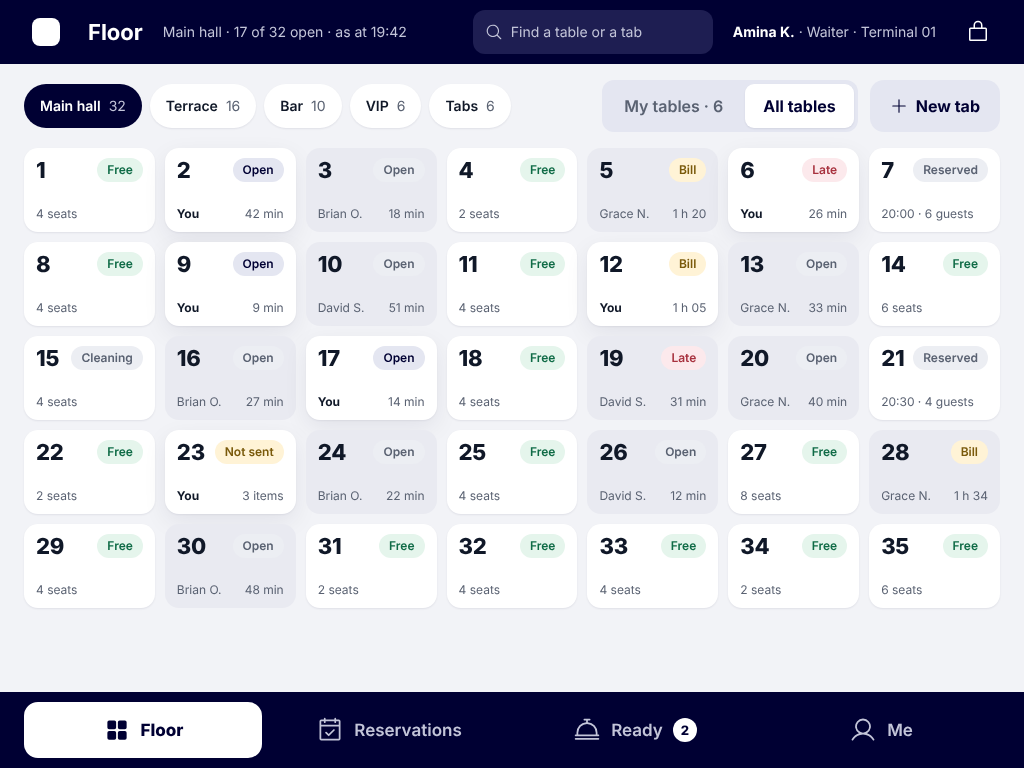 Floor
Main hall · 17 of 32 open · as at 19:42
Find a table or a tab
Amina K. · Waiter · Terminal 01
Main hall 32
Terrace 16
Bar 10
VIP 6
Tabs 6
My tables · 6
All tables
New tab
1 Free
4 seats
2 Open
You 42 min
3 Open
Brian O. 18 min
4 Free
2 seats
5 Bill
Grace N. 1 h 20
6 Late
You 26 min
7 Reserved
20:00 · 6 guests
8 Free
4 seats
9 Open
You 9 min
10 Open
David S. 51 min
11 Free
4 seats
12 Bill
You 1 h 05
13 Open
Grace N. 33 min
14 Free
6 seats
15 Cleaning
4 seats
16 Open
Brian O. 27 min
17 Open
You 14 min
18 Free
4 seats
19 Late
David S. 31 min
20 Open
Grace N. 40 min
21 Reserved
20:30 · 4 guests
22 Free
2 seats
23 Not sent
You 3 items
24 Open
Brian O. 22 min
25 Free
4 seats
26 Open
David S. 12 min
27 Free
8 seats
28 Bill
Grace N. 1 h 34
29 Free
4 seats
30 Open
Brian O. 48 min
31 Free
2 seats
32 Free
4 seats
33 Free
4 seats
34 Free
2 seats
35 Free
6 seats
Floor
Reservations
Ready 2
Me